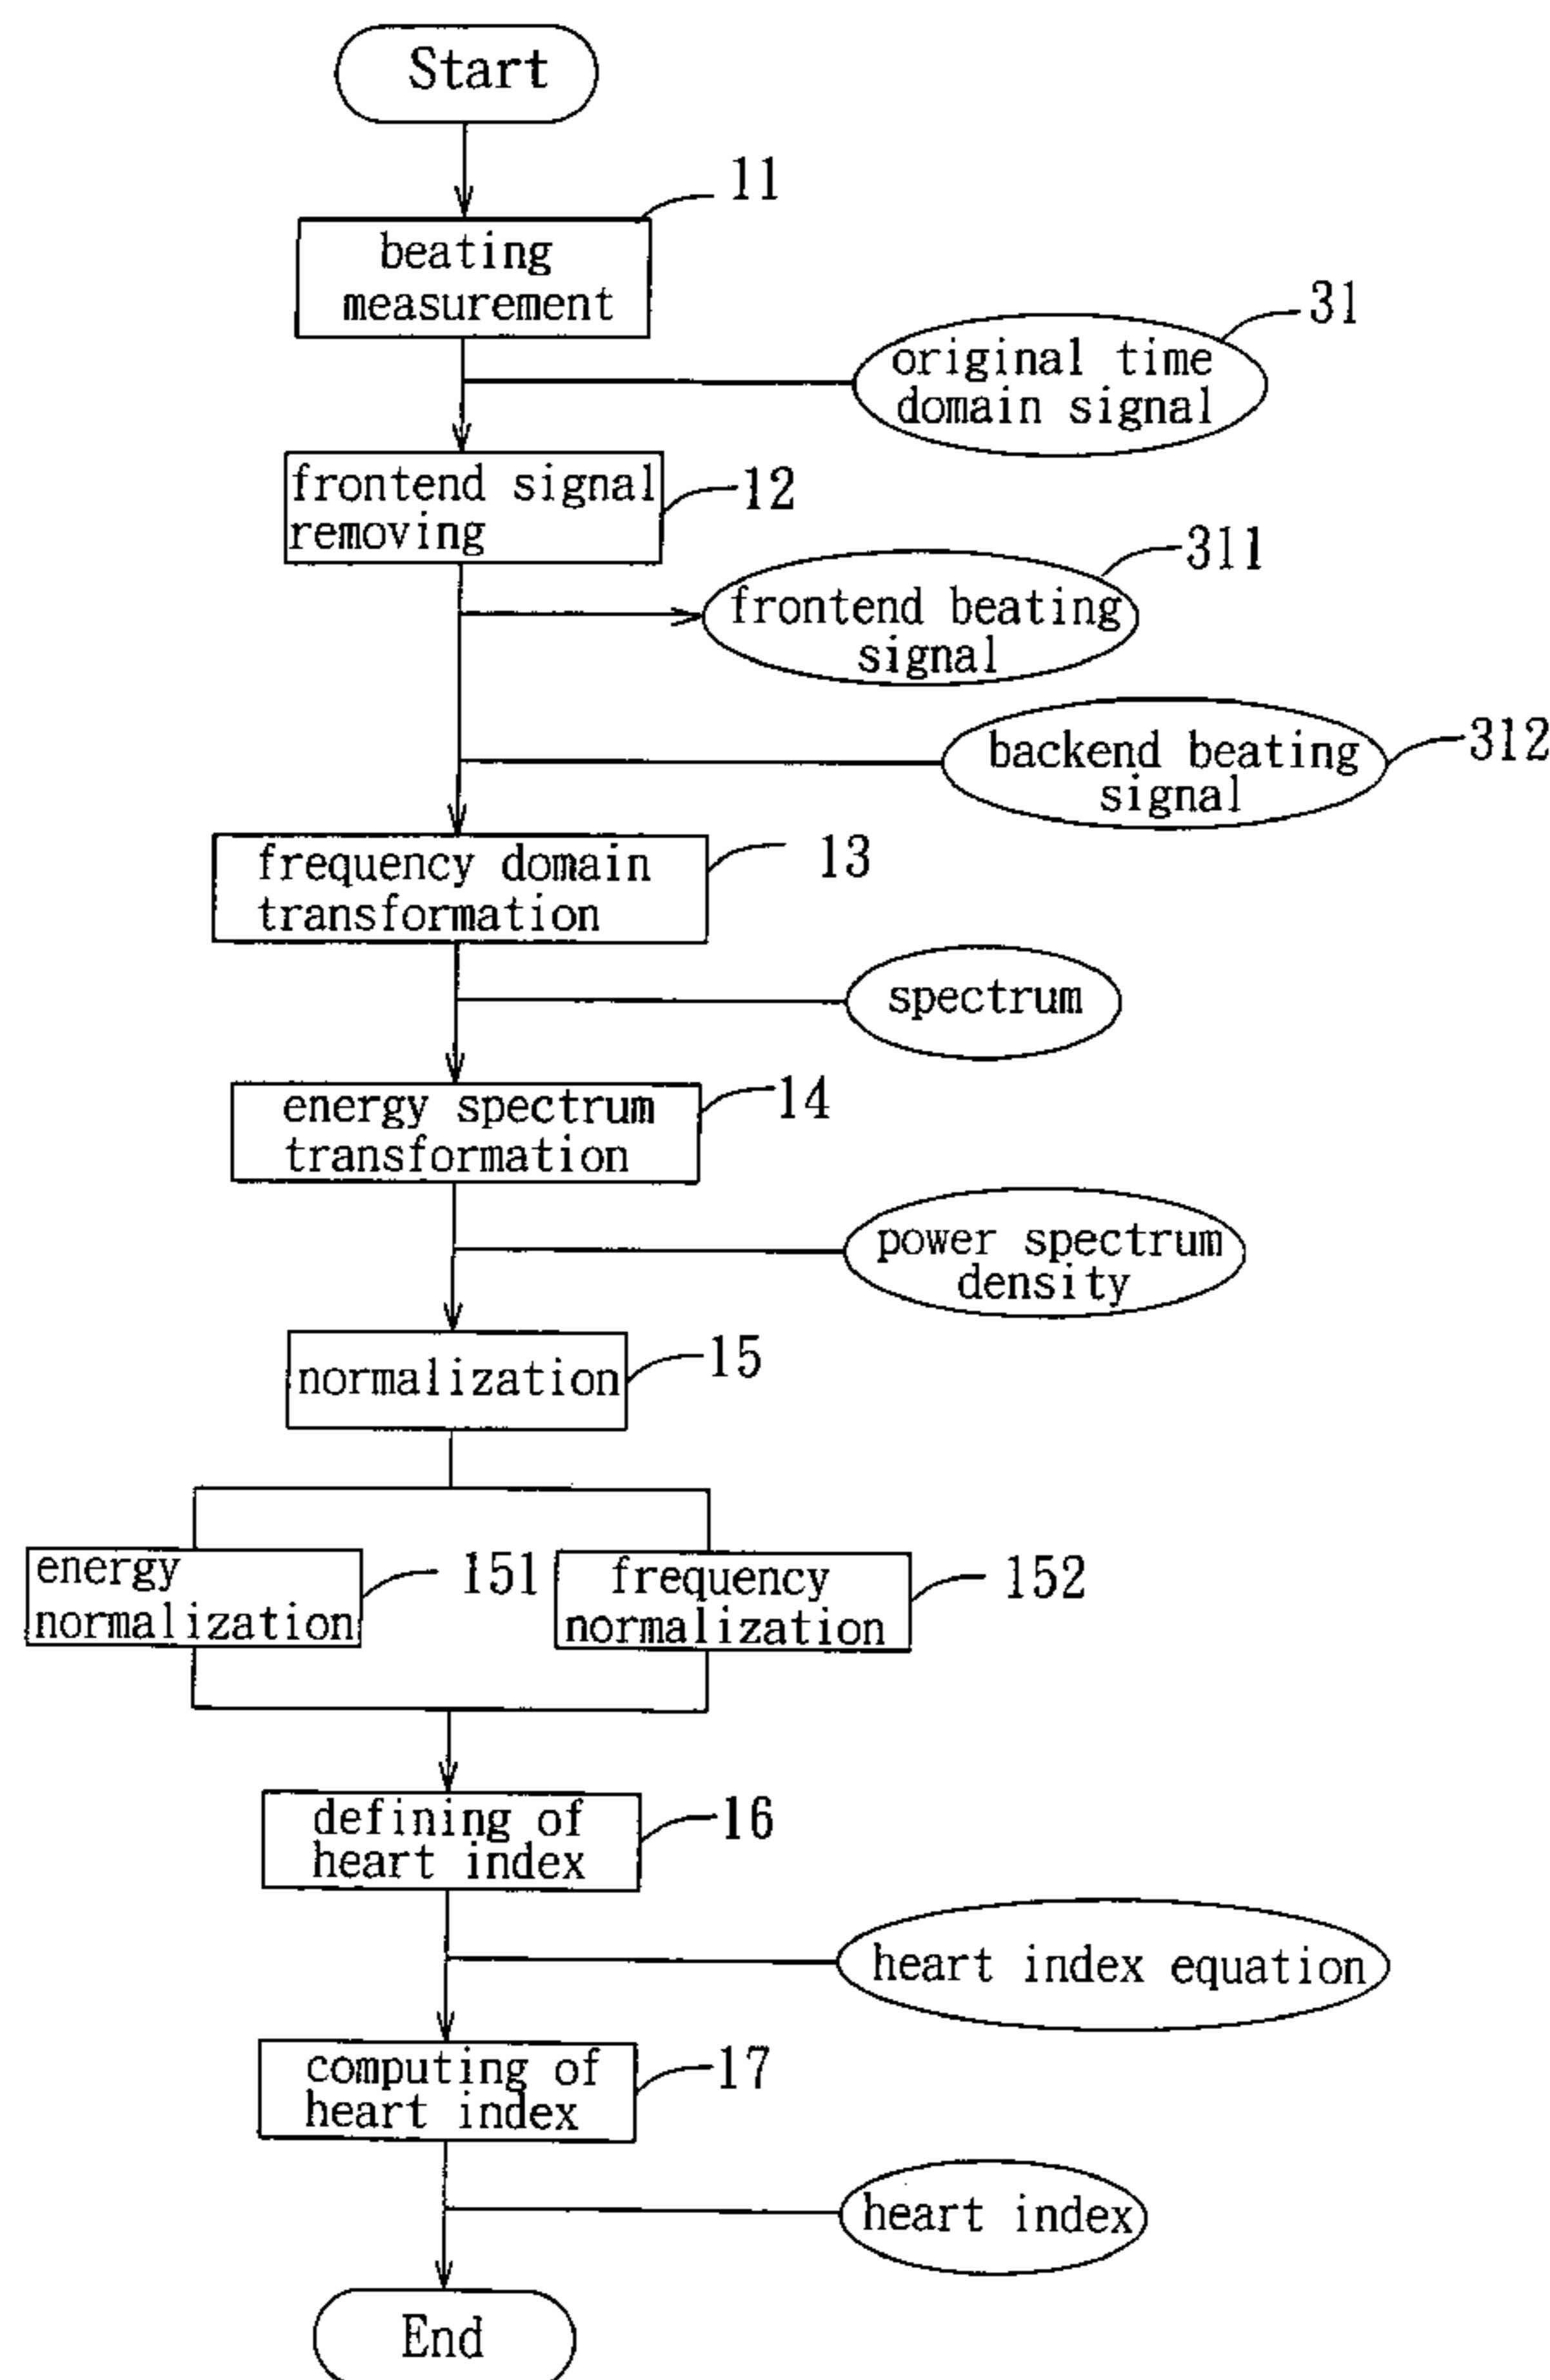 Start
11
beating
measurement
31
original time
domain signal
frontend signal
removing
12
311
frontend beating
signal
312
backend beating
signal
frequency domain
transformation
13
spectrum
energy spectrum
transformation
14
power spectrum
density
normalization
15
energy
normalization
151
frequency
normalization
152
defining of
heart index
16
heart index equation
computing of
heart index
17
heart index
End